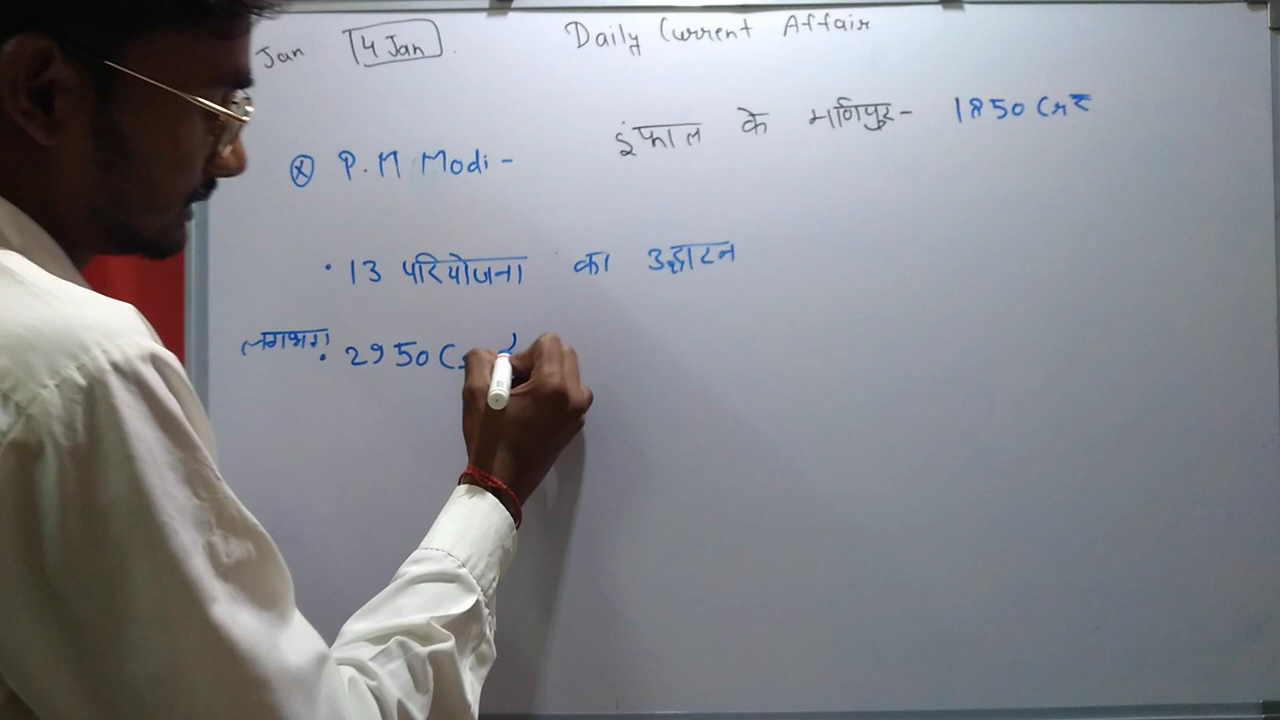 Jan 4 Jan Daily Current Affair
इंफाल के मणिपुर- 1850 Cr ₹
P.M Modi -
· 13 परियोजना का उद्घाटन
लगभग · 2950